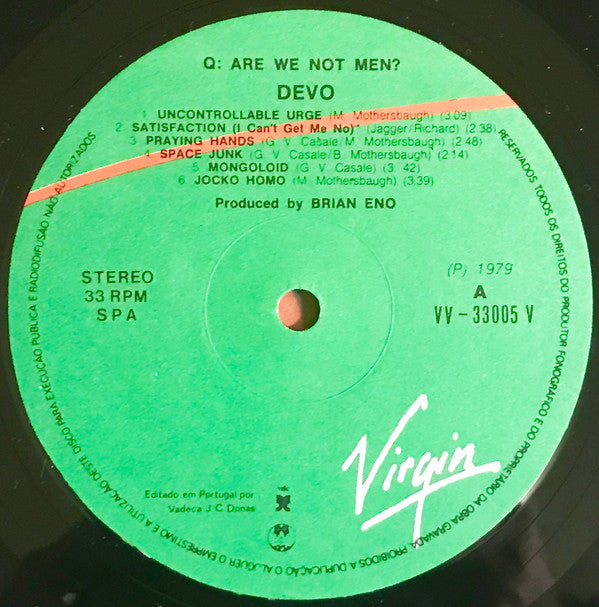 Q: ARE WE NOT MEN?
DEVO
1 UNCONTROLLABLE URGE (M. Mothersbaugh) (3.09)
2 SATISFACTION (I Can't Get Me No)" (Jagger/Richard) (2.38)
3 PRAYING HANDS (G. V. Casale/M. Mothersbaugh) (2 48)
4 SPACE JUNK (G. V Casale/B. Mothersbaugh) (2.14)
5 MONGOLOID (G V Casale) (3. 42)
6 JOCKO HOMO (M Mothersbaugh) (3.39)
Produced by BRIAN ENO
STEREO
33 RPM
SPA
(P) 1979
A
VV-33005 V
Virgin
Editado em Portugal por
Vadeca J C Donas
RESERVADOS TODOS OS DIREITOS DO PRODUTOR FONOGRÁFICO E DO PROPRIETÁRIO DA OBRA GRAVADA. PROIBIDOS A DUPLICAÇÃO O ALUGUER O EMPRÉSTIMO E A UTILIZAÇÃO DESTE DISCO PARA EXECUÇÃO PUBLICA E RADIODIFUSÃO NÃO AUTORIZADOS